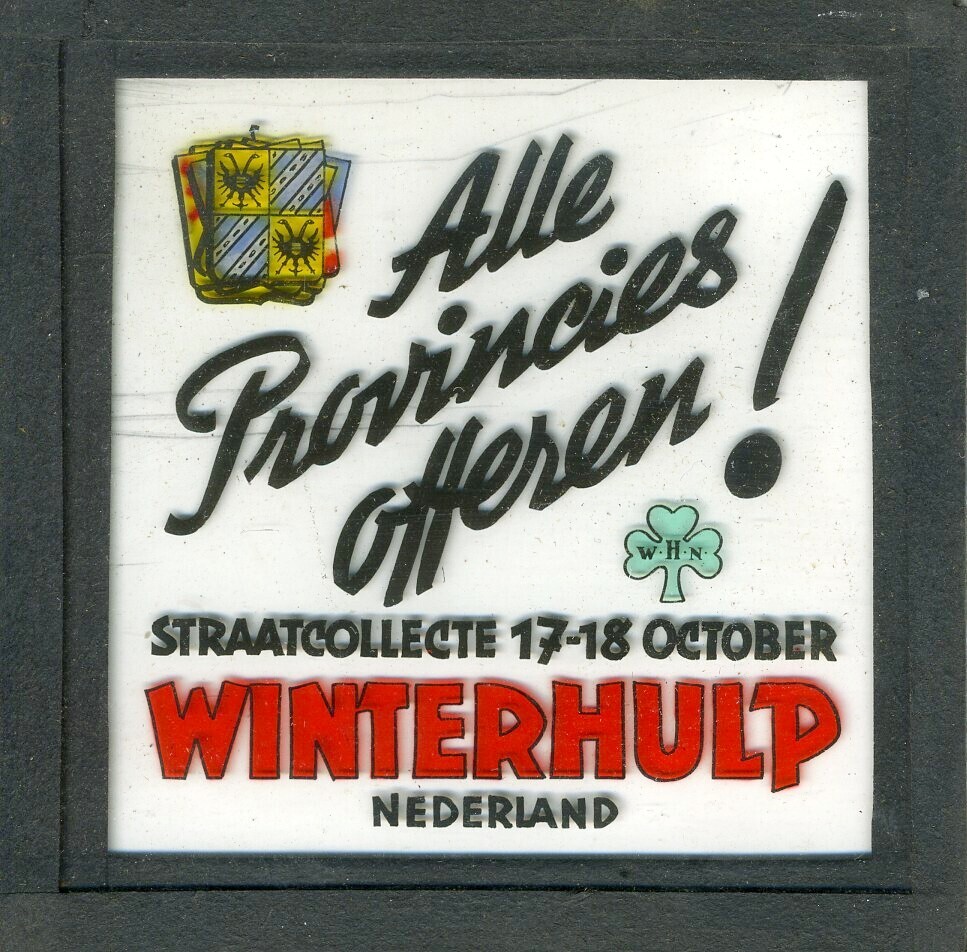 Alle
Provincies
offeren!
W·H·N·
STRAATCOLLECTE 17-18 OCTOBER
WINTERHULP
NEDERLAND